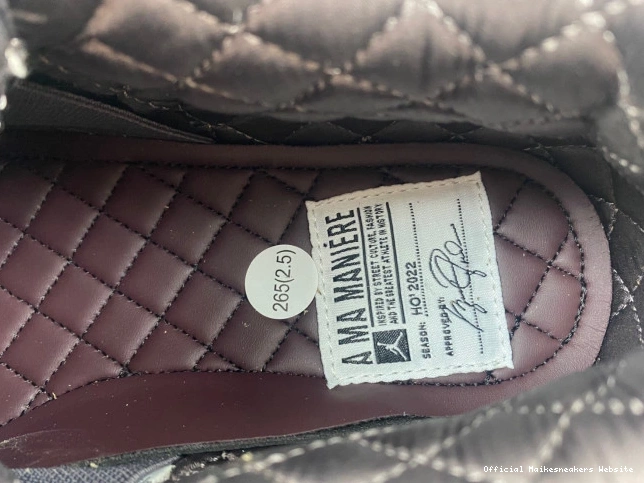 A MA MANIÉRE
INSPIRED BY STREET CULTURE, FASHION
AND THE GREATEST ATHLETE IN HISTORY
SEASON: HO' 2022
APPROVED BY:
265(2.5)
Official Maikesneakers Website